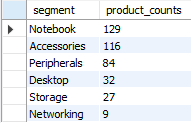 segment product_counts
Notebook 129
Accessories 116
Peripherals 84
Desktop 32
Storage 27
Networking 9